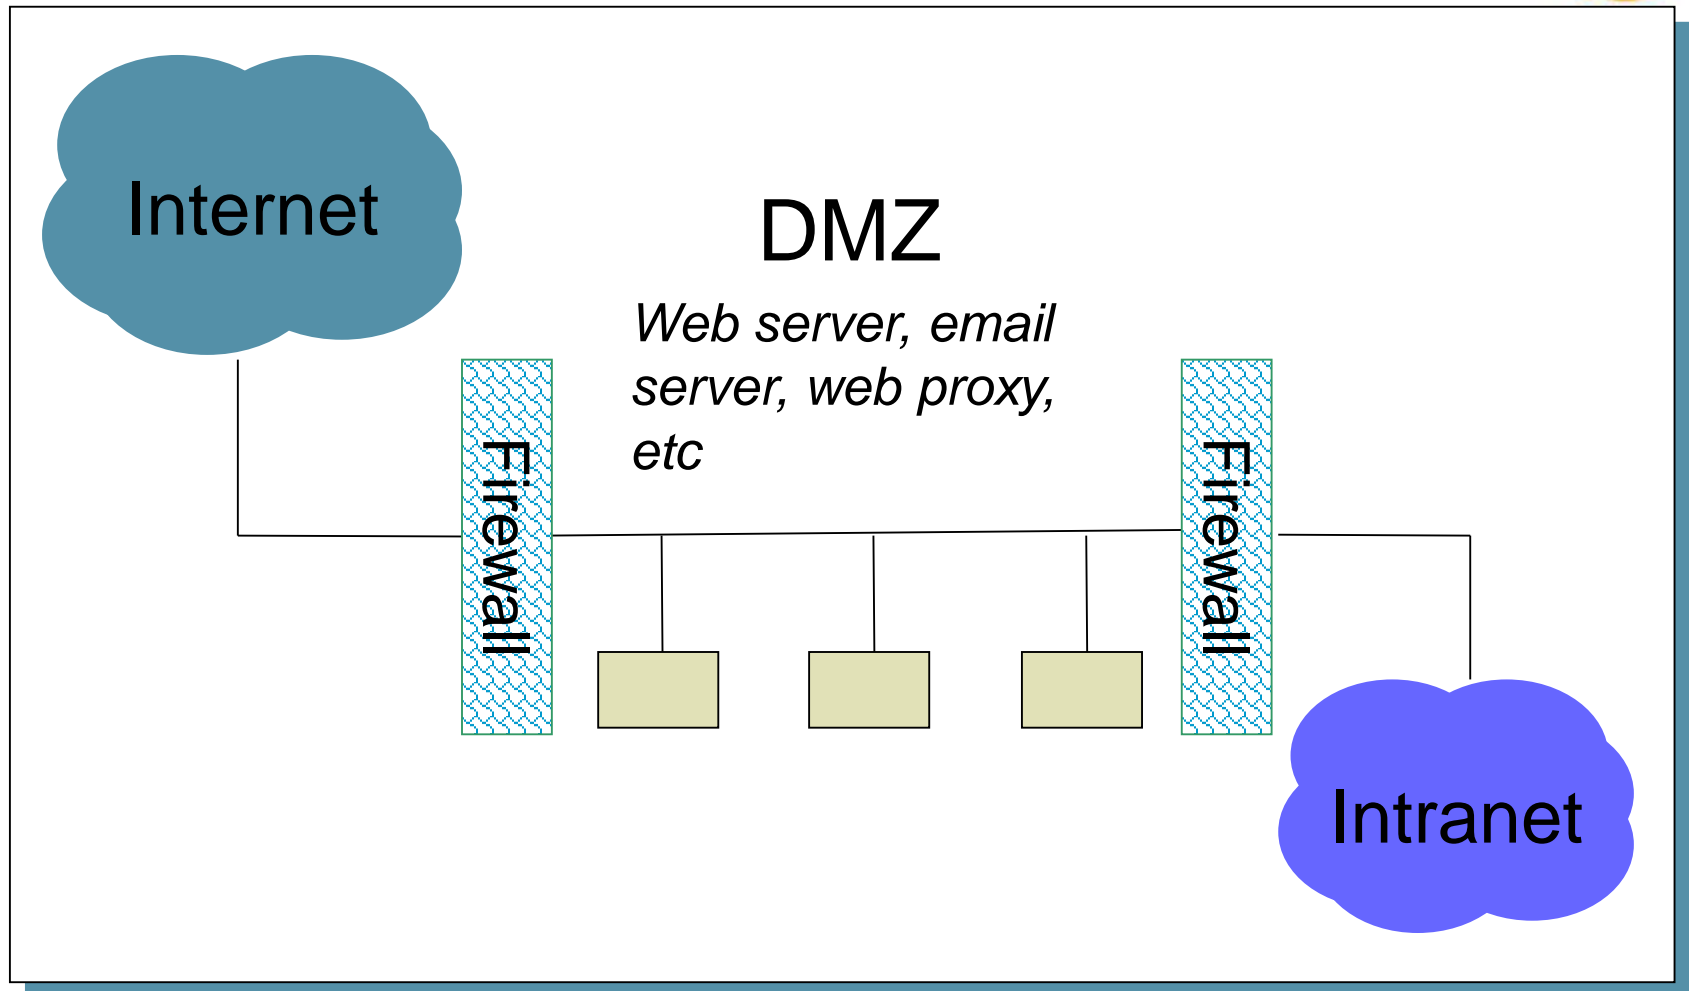 Internet
DMZ
Web server, email
server, web proxy,
etc
Firewall
Firewall
Intranet